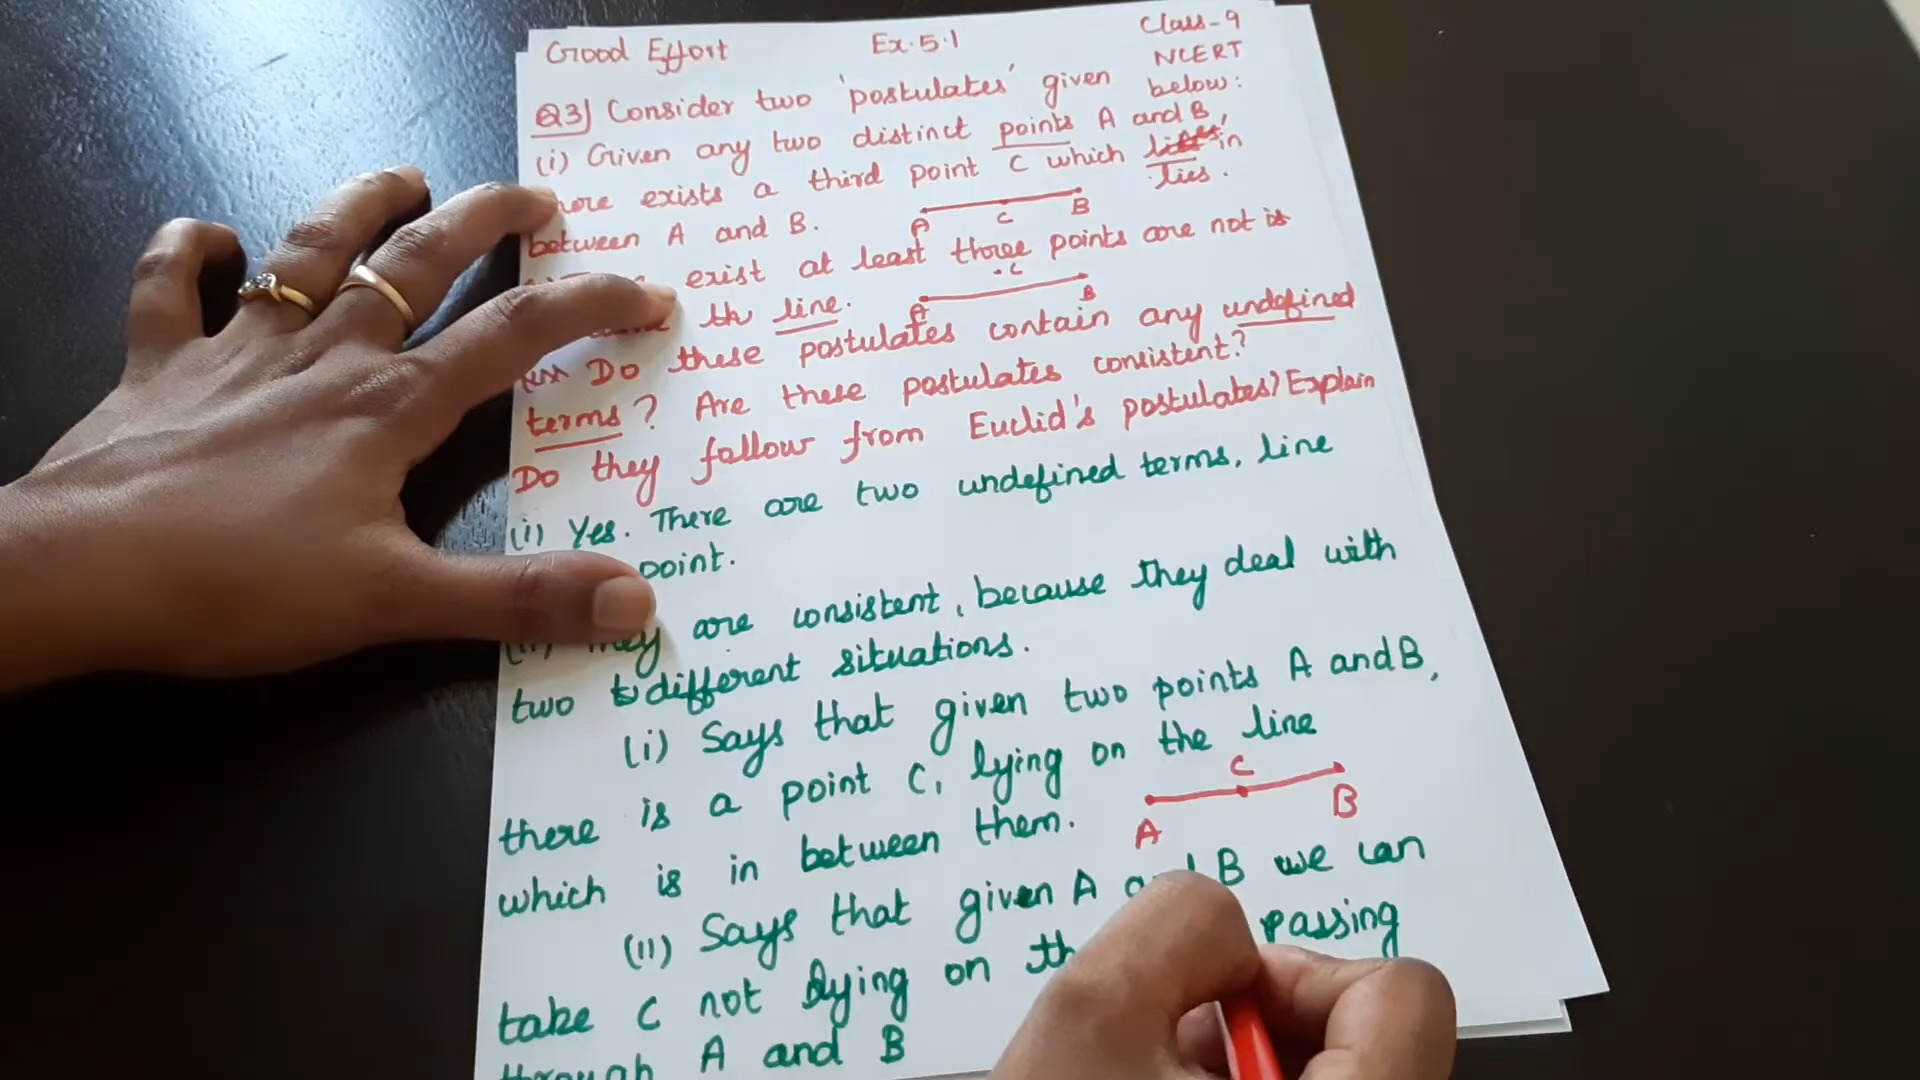 Good Effort Ex.5.1 Class-9
NCERT
Q3) Consider two 'postulates' given below:
(i) Given any two distinct points A and B,
exists a third point C which in
lies.
between A and B.
A C B
exist at least three points are not is
th line.
C
A B
Do these postulates contain any undefined
terms? Are these postulates consistent?
Do they follow from Euclid's postulates? Explain
(i) Yes. There are two undefined terms, line
point.
They are consistent, because they deal with
two different situations.
(i) Says that given two points A and B,
there is a point C, lying on the line
which is in between them.
A C B
(ii) Says that given A and B we can
take C not lying on passing
through A and B